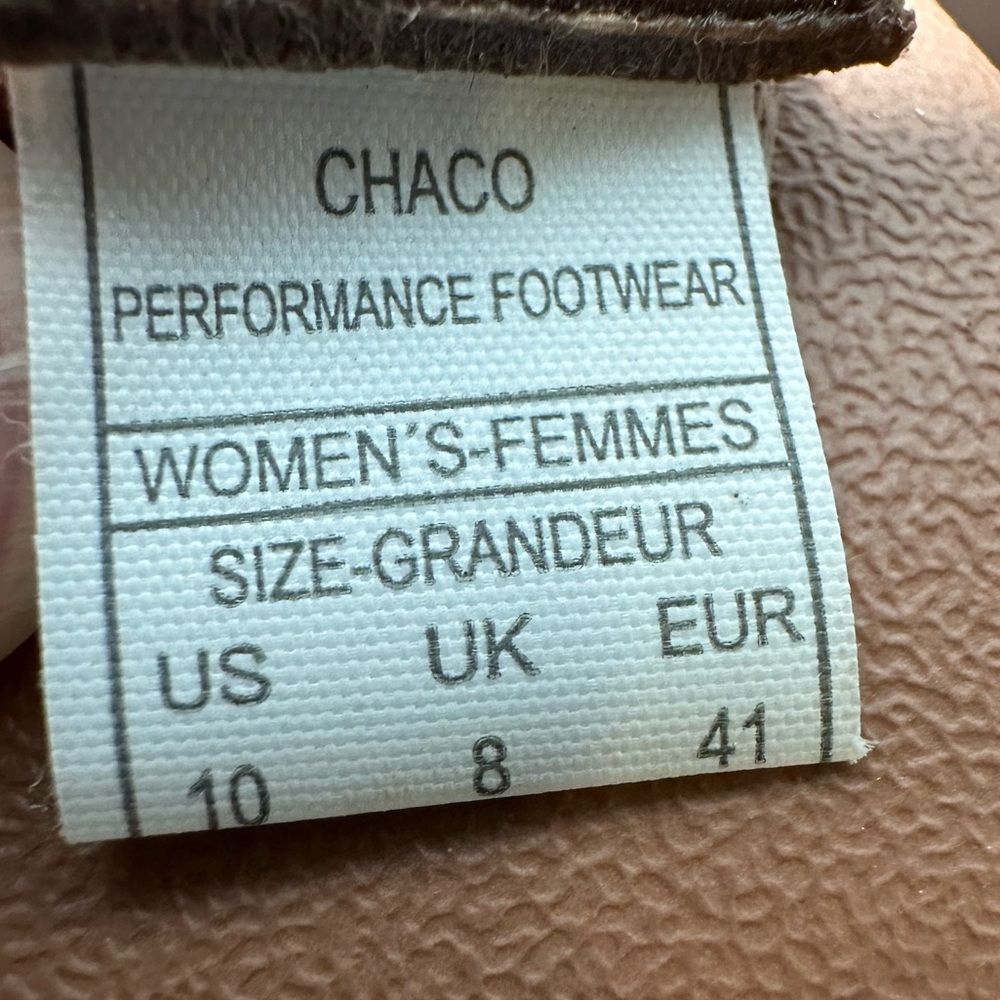 CHACO
PERFORMANCE FOOTWEAR
WOMEN´S-FEMMES
SIZE-GRANDEUR
US UK EUR
10 8 41